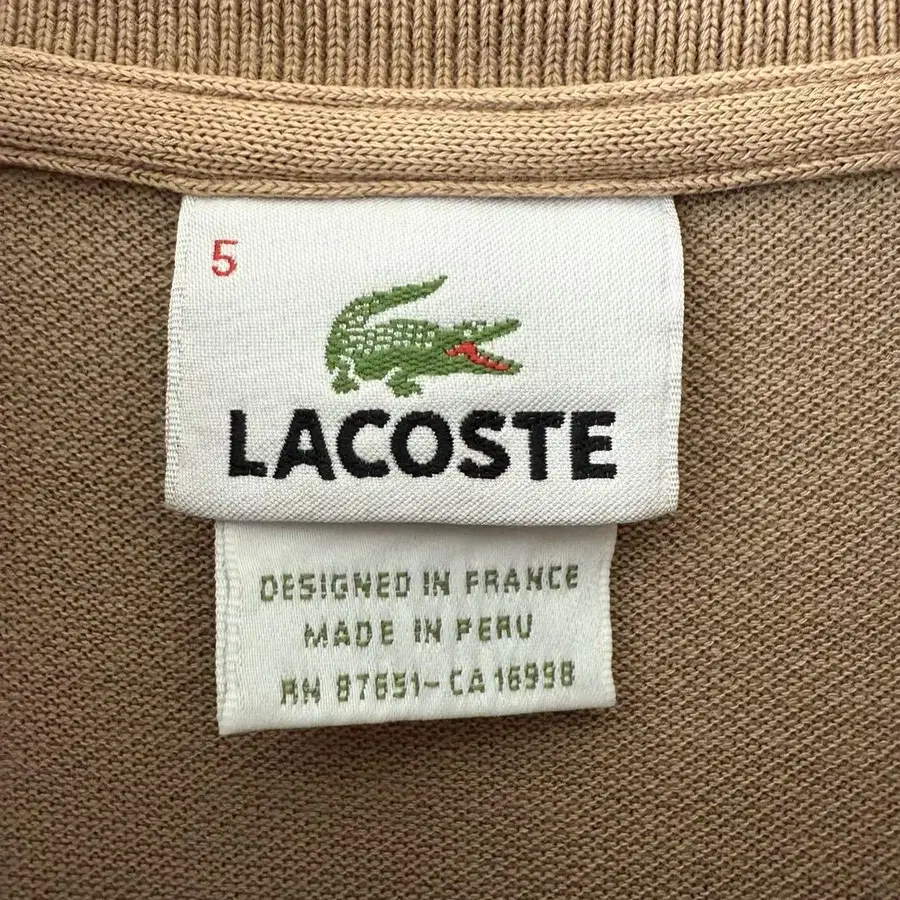 5
LACOSTE
DESIGNED IN FRANCE
MADE IN PERU
RN 87651-CA 16998